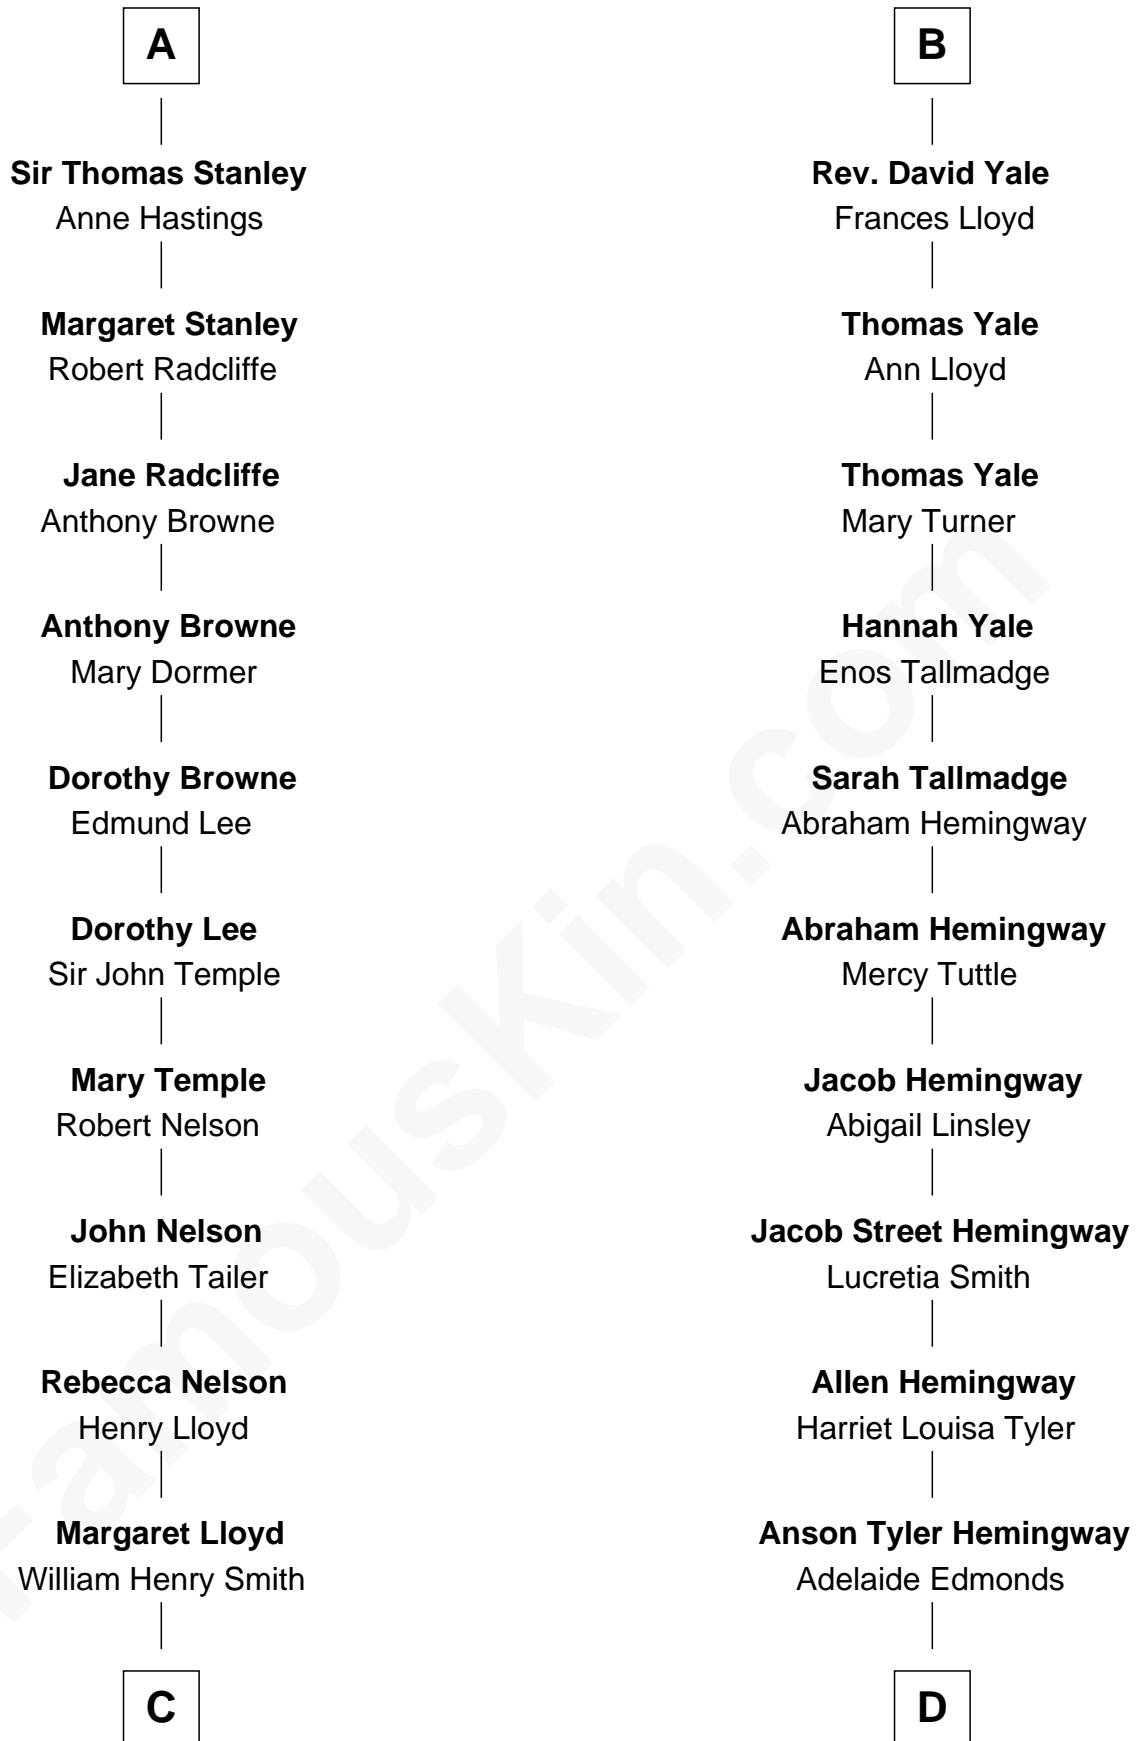 A
Sir Thomas Stanley
Anne Hastings
Margaret Stanley
Robert Radcliffe
Jane Radcliffe
Anthony Browne
Anthony Browne
Mary Dormer
Dorothy Browne
Edmund Lee
Dorothy Lee
Sir John Temple
Mary Temple
Robert Nelson
John Nelson
Elizabeth Tailer
Rebecca Nelson
Henry Lloyd
Margaret Lloyd
William Henry Smith
C
B
Rev. David Yale
Frances Lloyd
Thomas Yale
Ann Lloyd
Thomas Yale
Mary Turner
Hannah Yale
Enos Tallmadge
Sarah Tallmadge
Abraham Hemingway
Abraham Hemingway
Mercy Tuttle
Jacob Hemingway
Abigail Linsley
Jacob Street Hemingway
Lucretia Smith
Allen Hemingway
Harriet Louisa Tyler
Anson Tyler Hemingway
Adelaide Edmonds
D
FamousKin.com